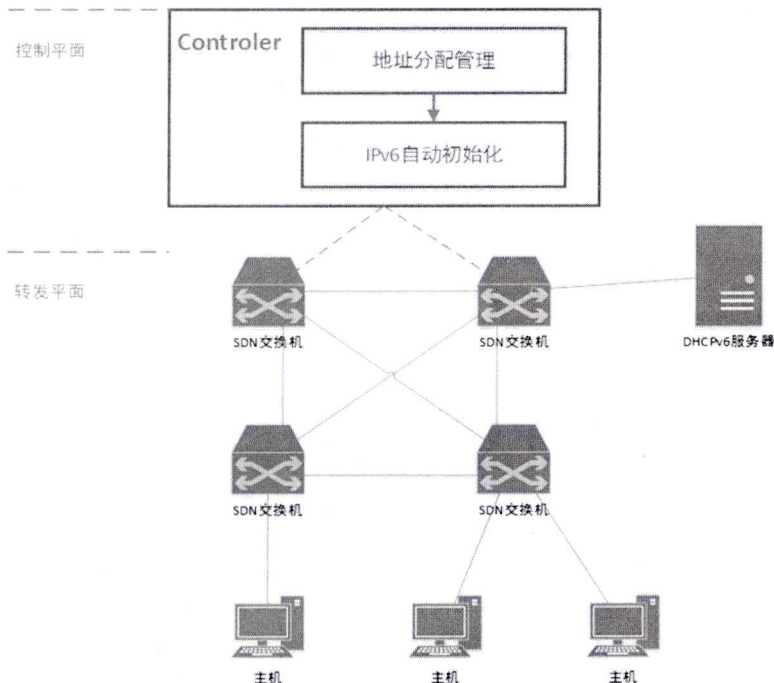 控制平面
Controler
地址分配管理
IPv6自动初始化
转发平面
SDN交换机
SDN交换机
DHCPv6服务器
SDN交换机
SDN交换机
主机
主机
主机